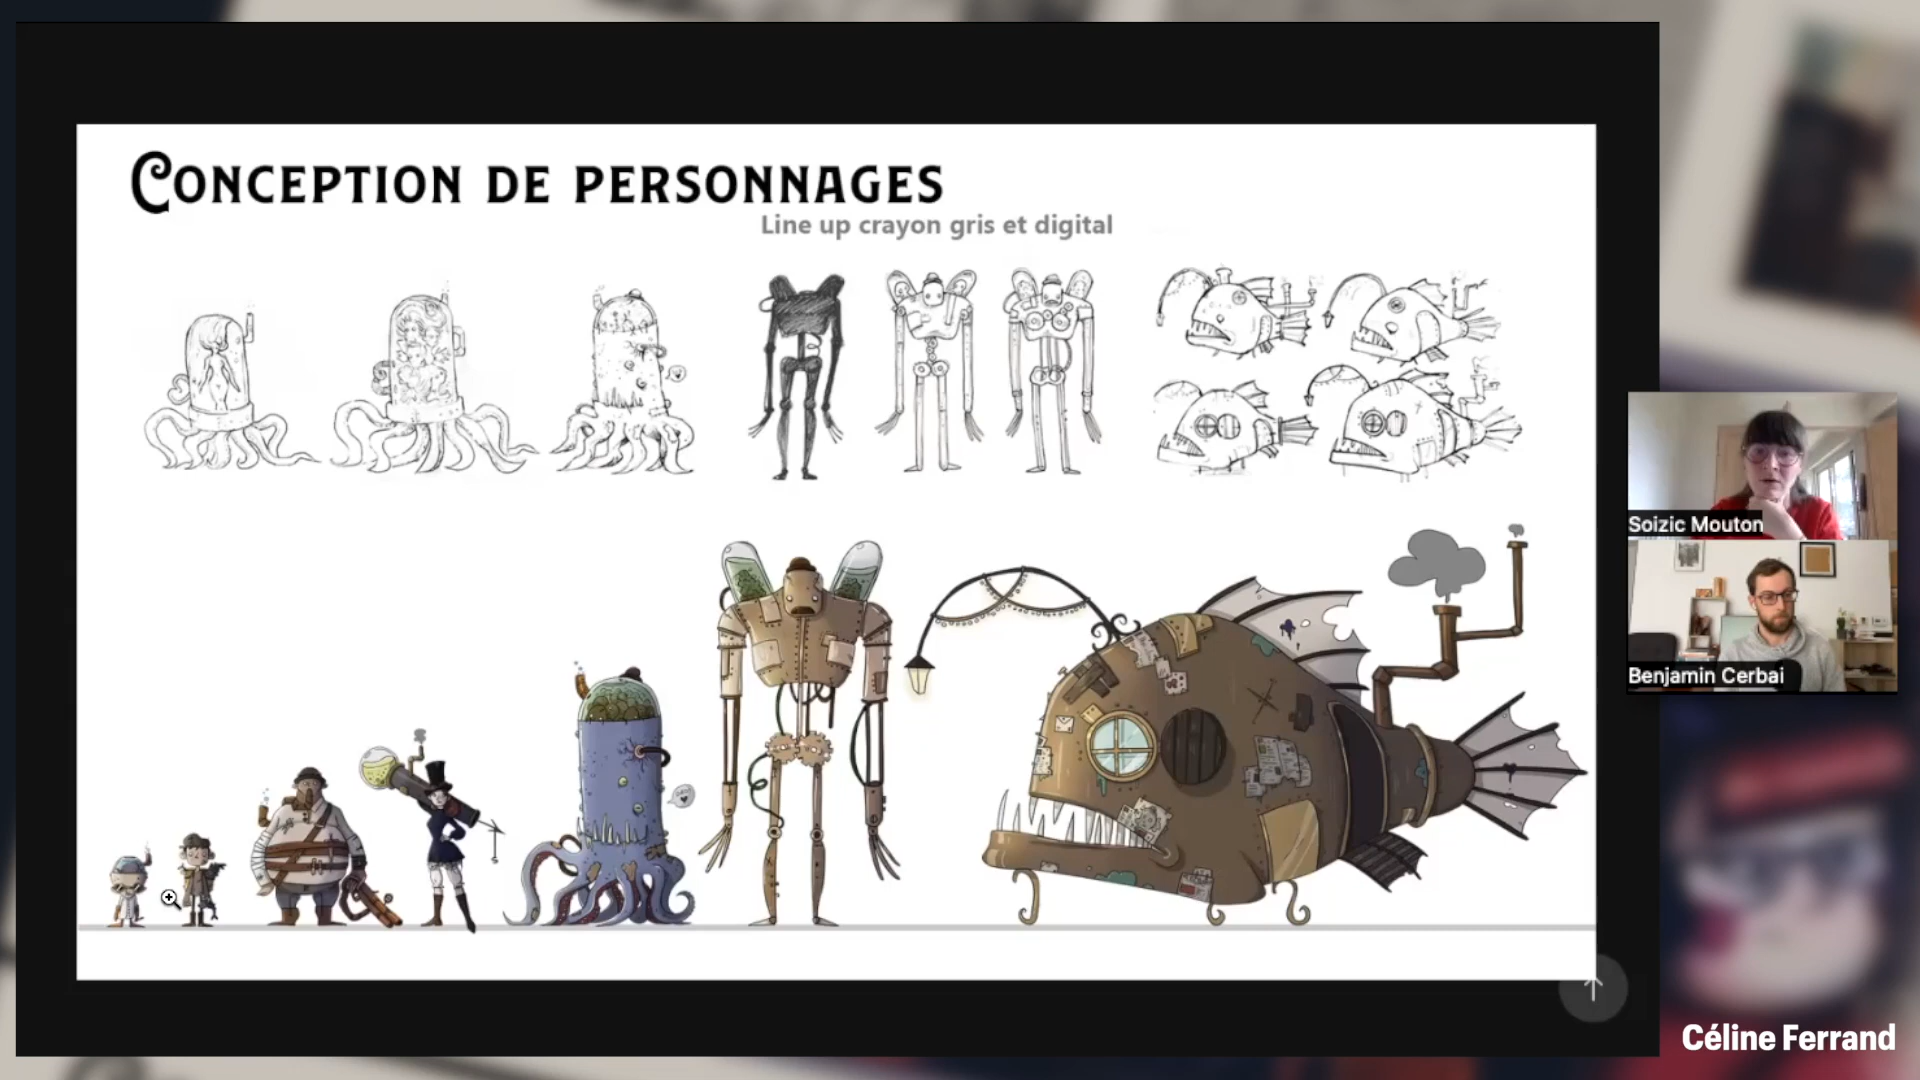 Conception de personnages
Line up crayon gris et digital
Soizic Mouton
Benjamin Cerbai
Céline Ferrand